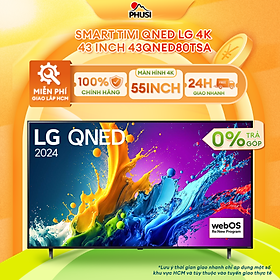 PHUSI
SMART TIVI QNED LG 4K
43 INCH 43QNED80TSA
MIỄN PHÍ
GIAO LẮP HCM
100%
CHÍNH HÃNG
MÀN HÌNH 4K
55INCH
24H
GIAO NHANH
LG QNED
2024
0% TRẢ GÓP
webOS
Re:New Program
*Lưu ý thời gian giao nhanh chỉ áp dụng một số
khu vực HCM và tùy thuộc vào tuyến giao thực tế